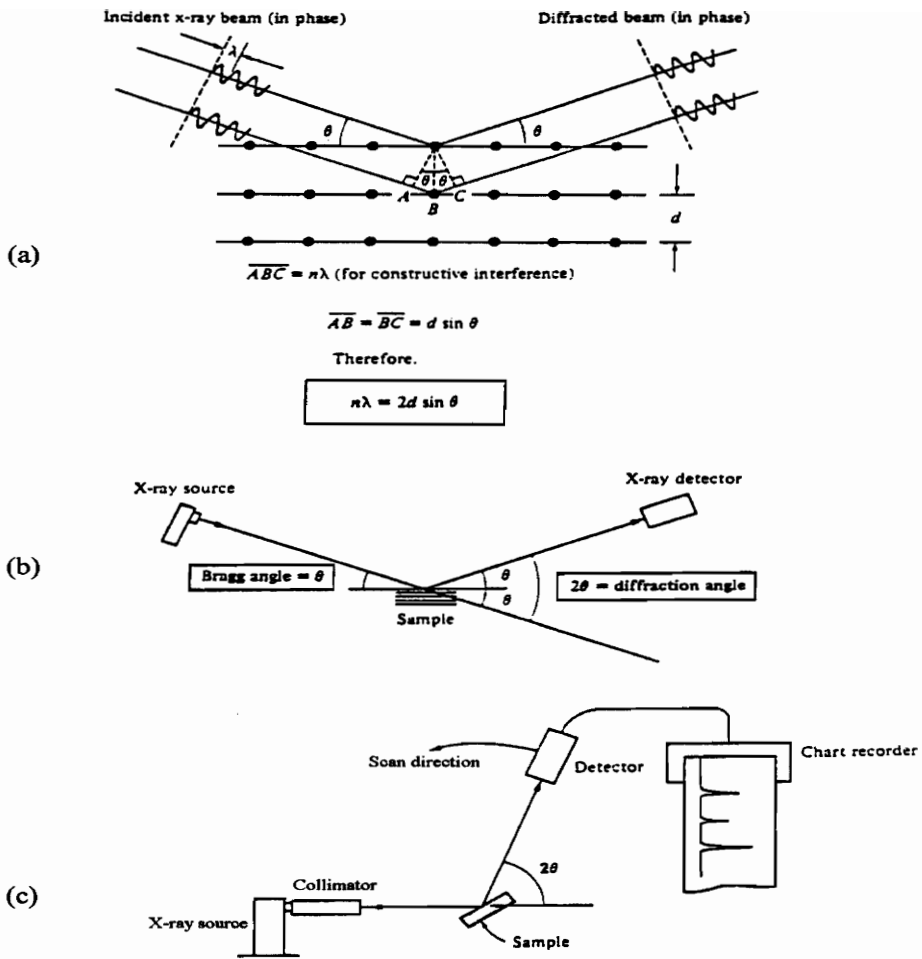 Incident x-ray beam (in phase)
Diffracted beam (in phase)
λ
θ
θ
θ θ
A
B
C
d
(a)
ABC = nλ (for constructive interference)
AB = BC = d sin θ
Therefore.
nλ = 2d sin θ
X-ray source
X-ray detector
(b)
Bragg angle = θ
θ
θ
2θ = diffraction angle
Sample
Scan direction
Detector
Chart recorder
2θ
(c)
Collimator
X-ray source
Sample